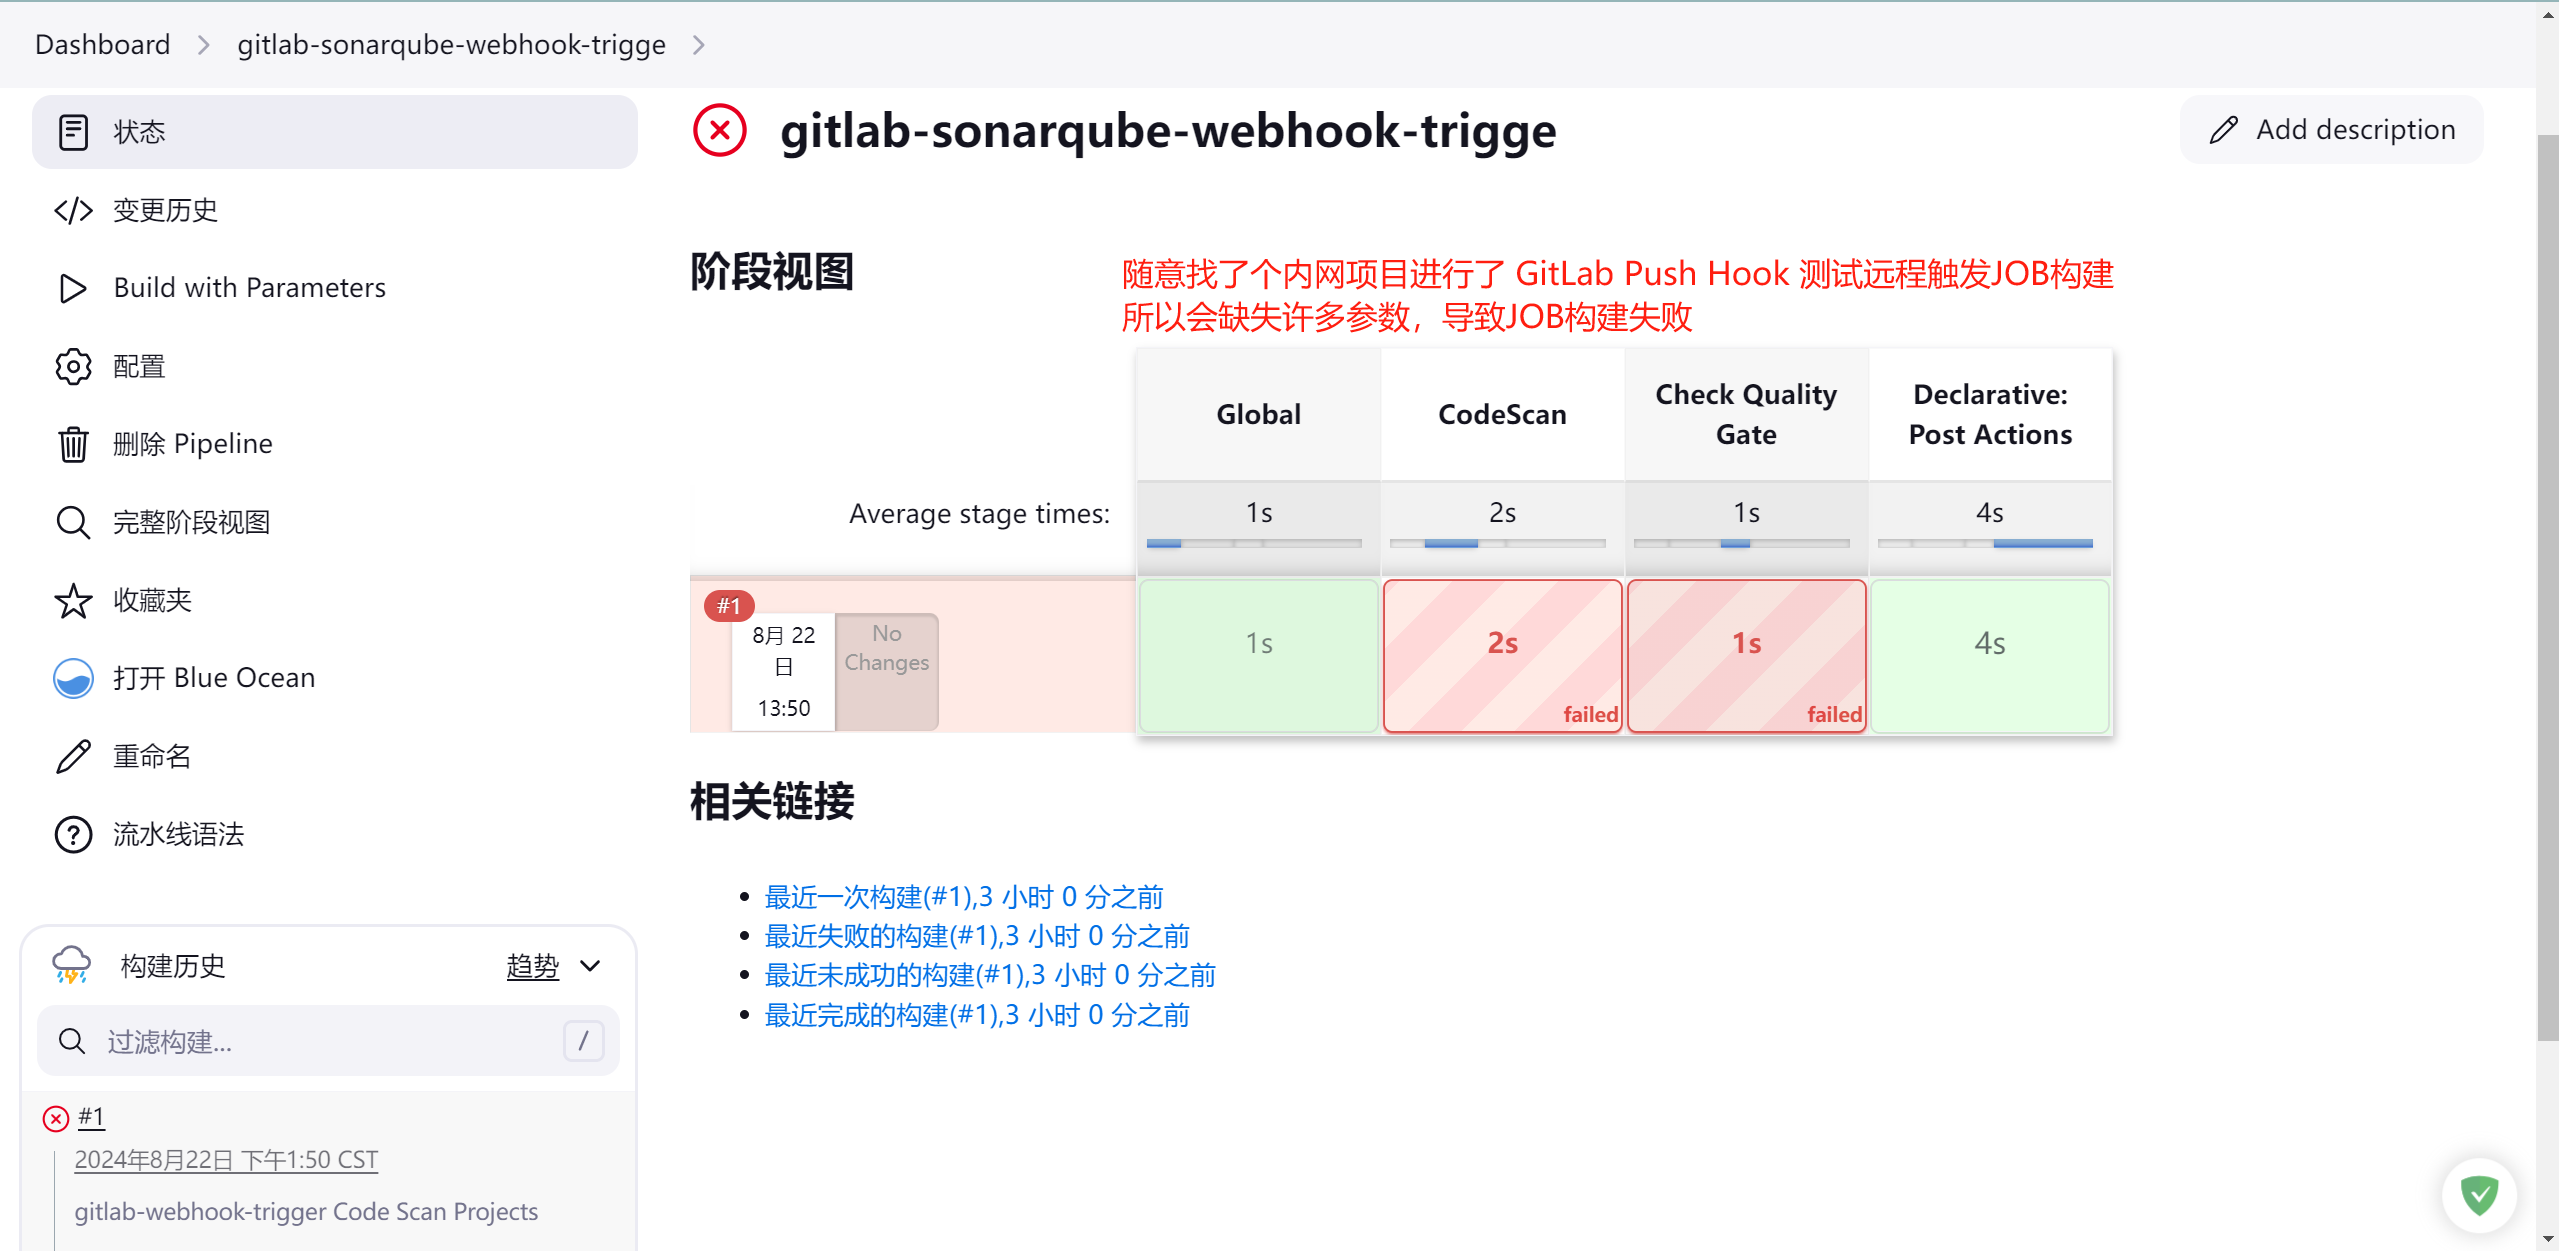 Dashboard
gitlab-sonarqube-webhook-trigge
状态
变更历史
Build with Parameters
配置
删除 Pipeline
完整阶段视图
收藏夹
打开 Blue Ocean
重命名
流水线语法
构建历史
趋势
过滤构建...
/
#1
2024年8月22日 下午1:50 CST
gitlab-webhook-trigger Code Scan Projects
gitlab-sonarqube-webhook-trigge
Add description
阶段视图
随意找了个内网项目进行了 GitLab Push Hook 测试远程触发JOB构建
所以会缺失许多参数，导致JOB构建失败
Global
CodeScan
Check Quality
Gate
Declarative:
Post Actions
Average stage times:
1s
2s
1s
4s
#1
8月 22
日
13:50
No
Changes
1s
2s
failed
1s
failed
4s
相关链接
最近一次构建(#1),3 小时 0 分之前
最近失败的构建(#1),3 小时 0 分之前
最近未成功的构建(#1),3 小时 0 分之前
最近完成的构建(#1),3 小时 0 分之前